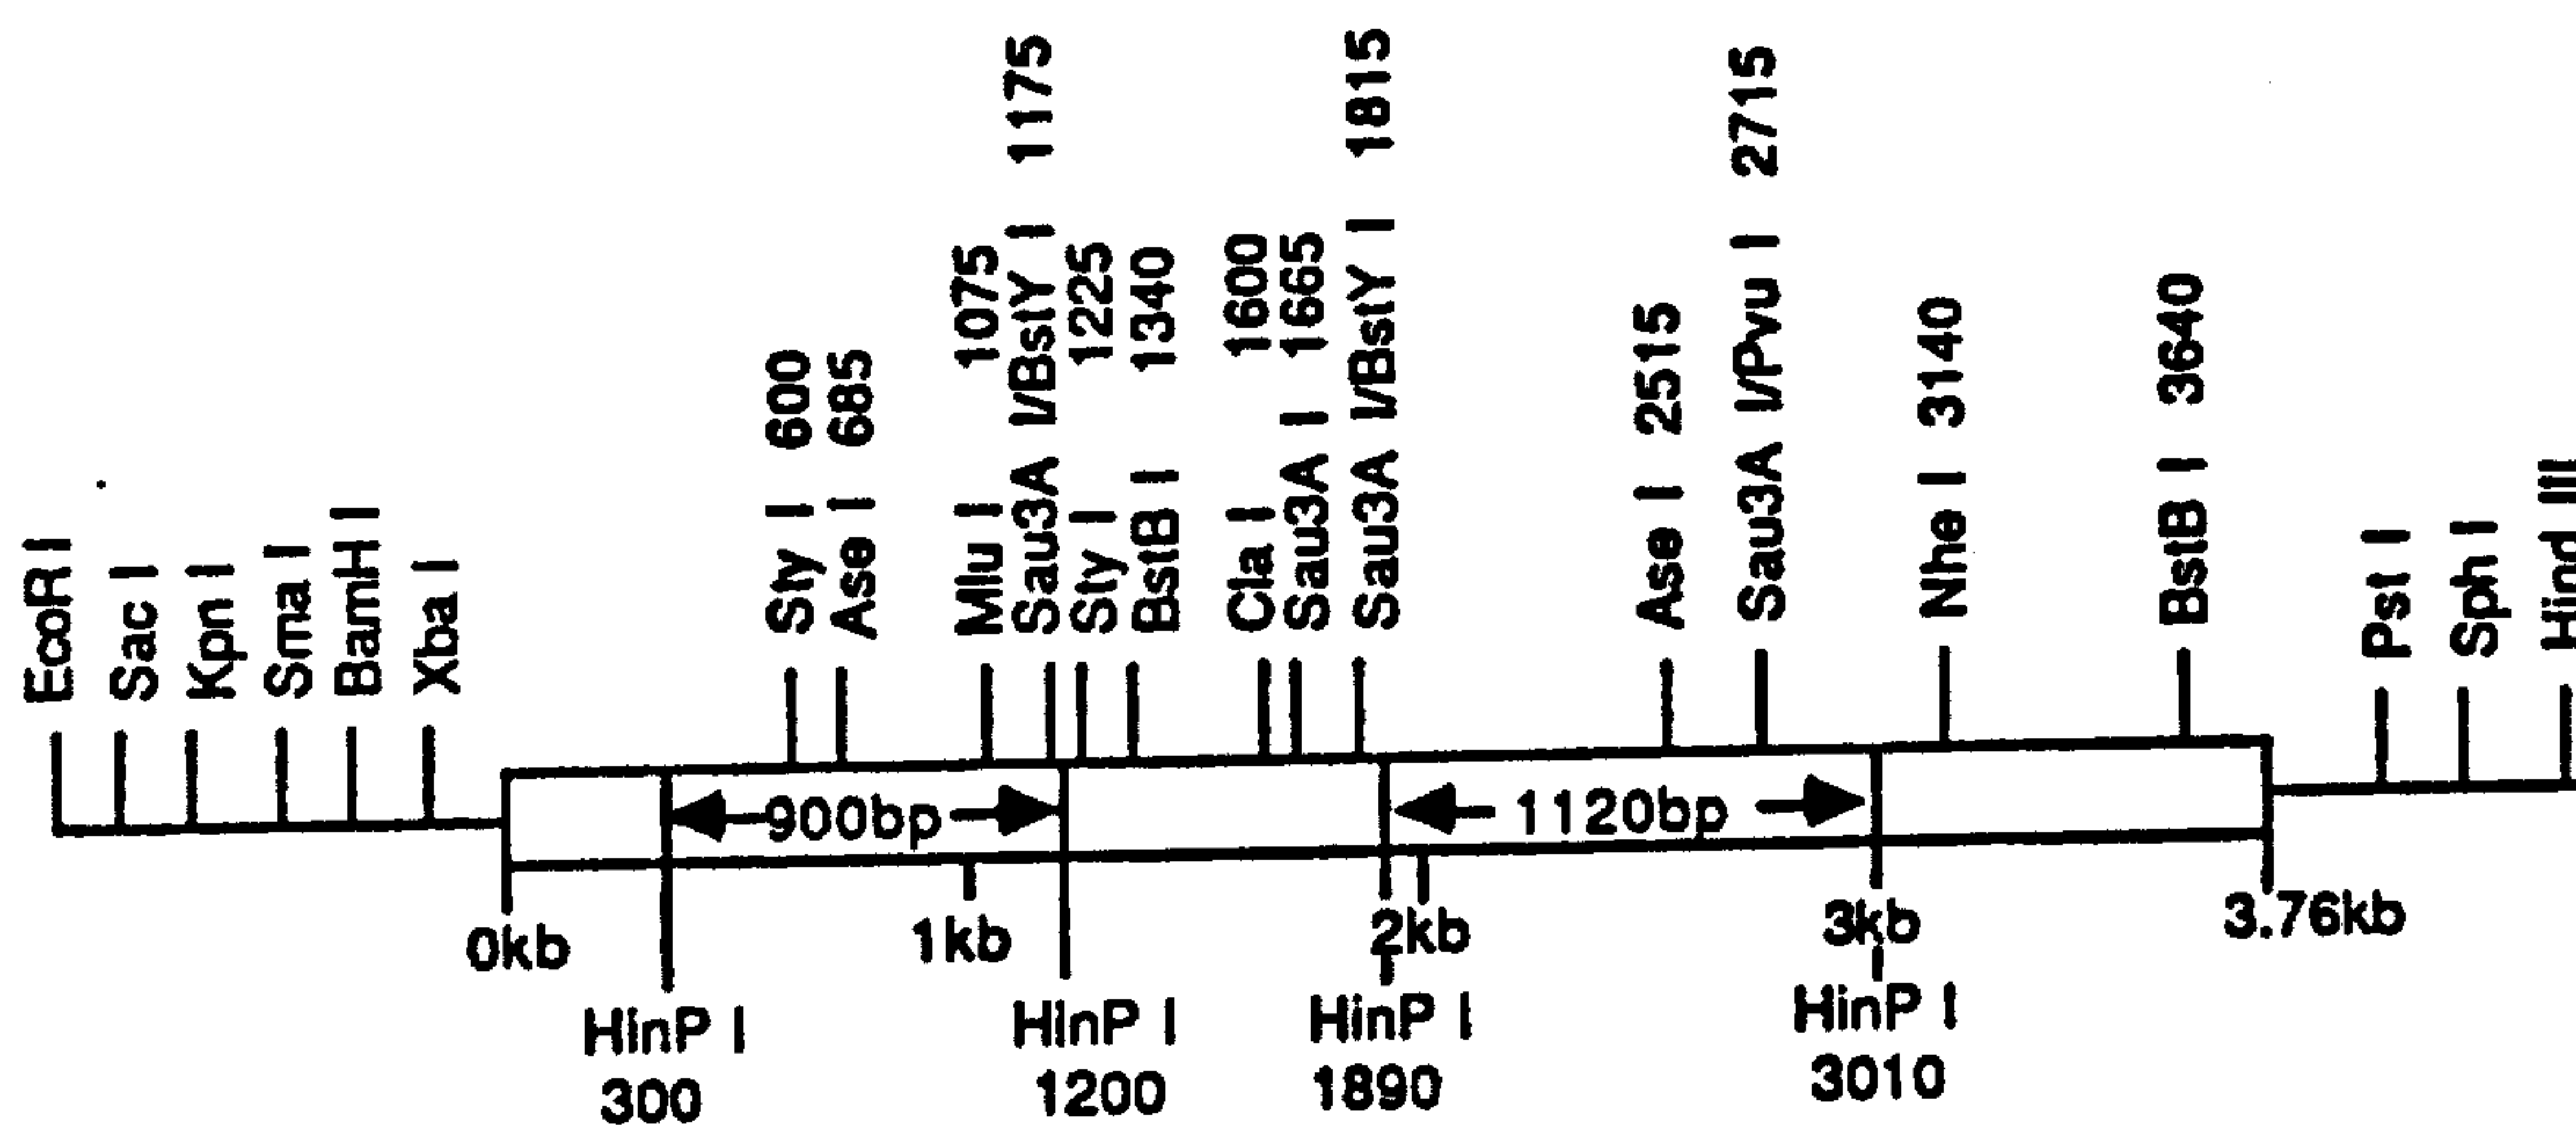 EcoR I
Sac I
Kpn I
Sma I
BamH I
Xba I
Sty I 600
Ase I 685
Mlu I 1075
Sau3A I/BstY I 1175
Sty I 1225
BstB I 1340
Cla I 1600
Sau3A I 1665
Sau3A I/BstY I 1815
Ase I 2515
Sau3A I/Pvu I 2715
Nhe I 3140
BstB I 3640
Pst I
Sph I
Hind III
900bp
1120bp
0kb
1kb
2kb
3kb
3.76kb
HinP I
300
HinP I
1200
HinP I
1890
HinP I
3010